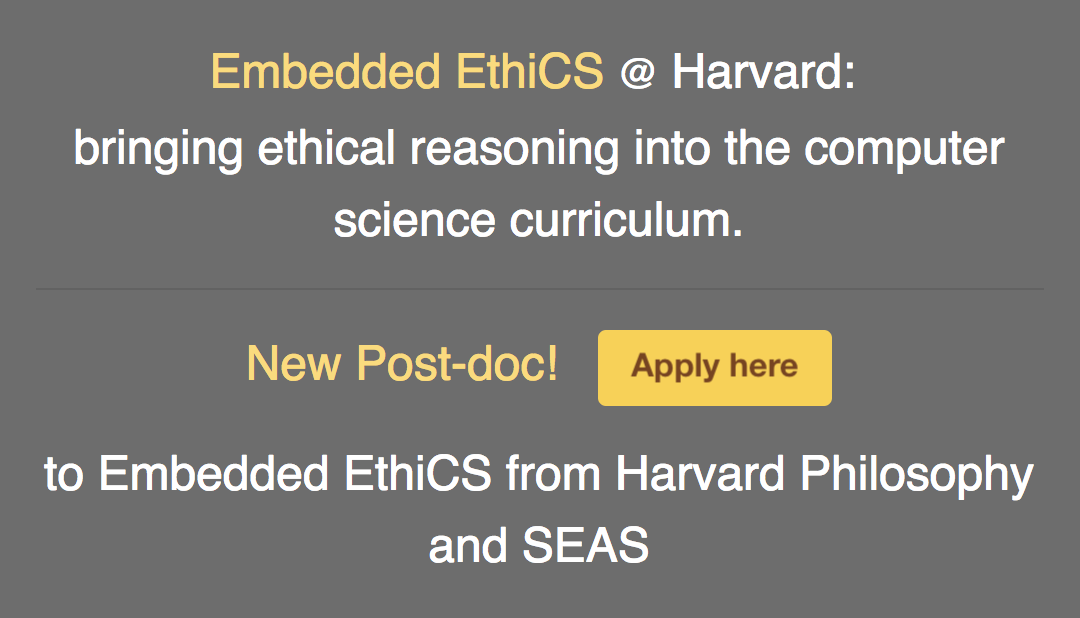 Embedded EthiCS @ Harvard:
bringing ethical reasoning into the computer
science curriculum.
New Post-doc! Apply here
to Embedded EthiCS from Harvard Philosophy
and SEAS